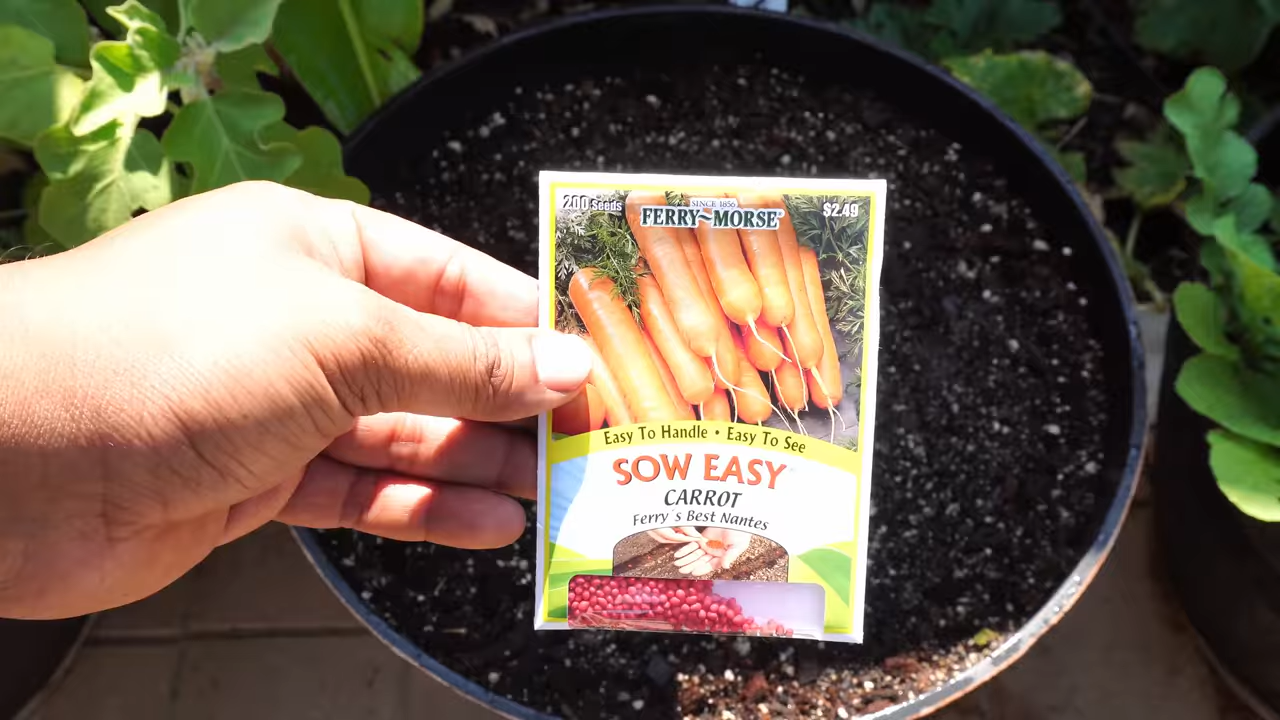 200 Seeds
SINCE 1856
FERRY~MORSE®
$2.49
Easy To Handle • Easy To See
SOW EASY
CARROT
Ferry's Best Nantes